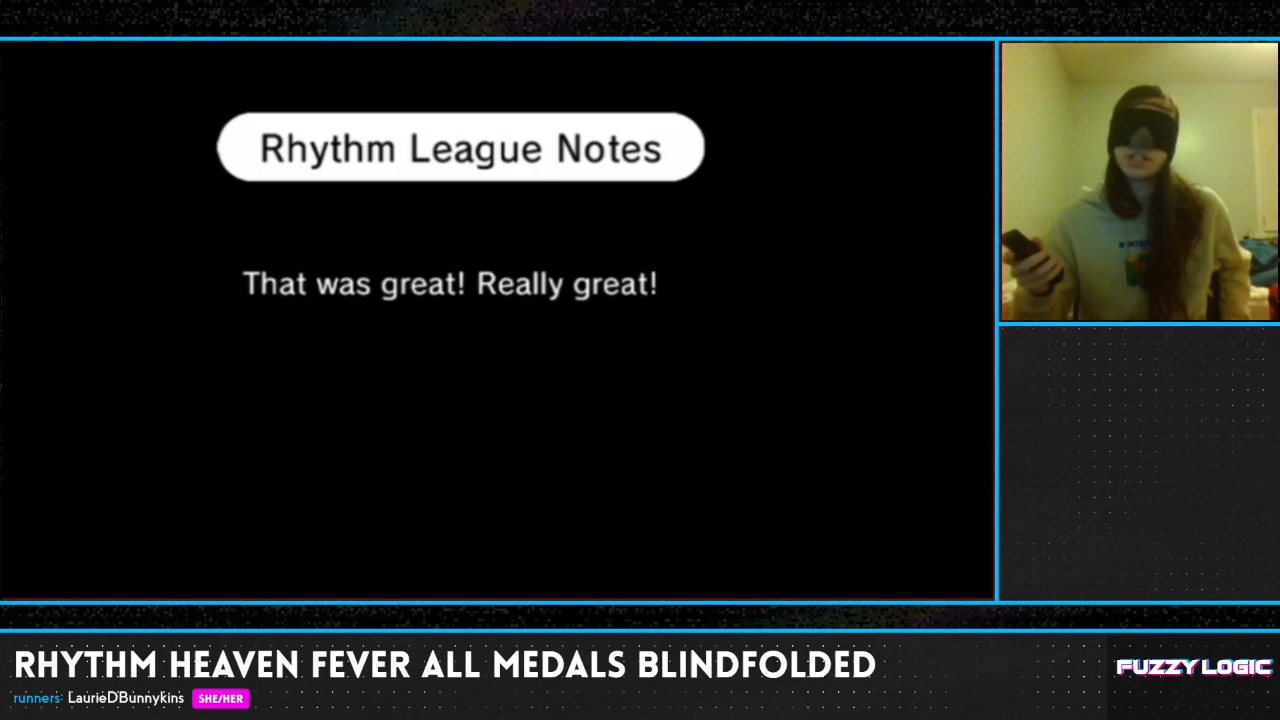 Rhythm League Notes
That was great! Really great!
RHYTHM HEAVEN FEVER ALL MEDALS BLINDFOLDED
runners: LaurieDBunnykins SHE/HER
FUZZY LOGIC